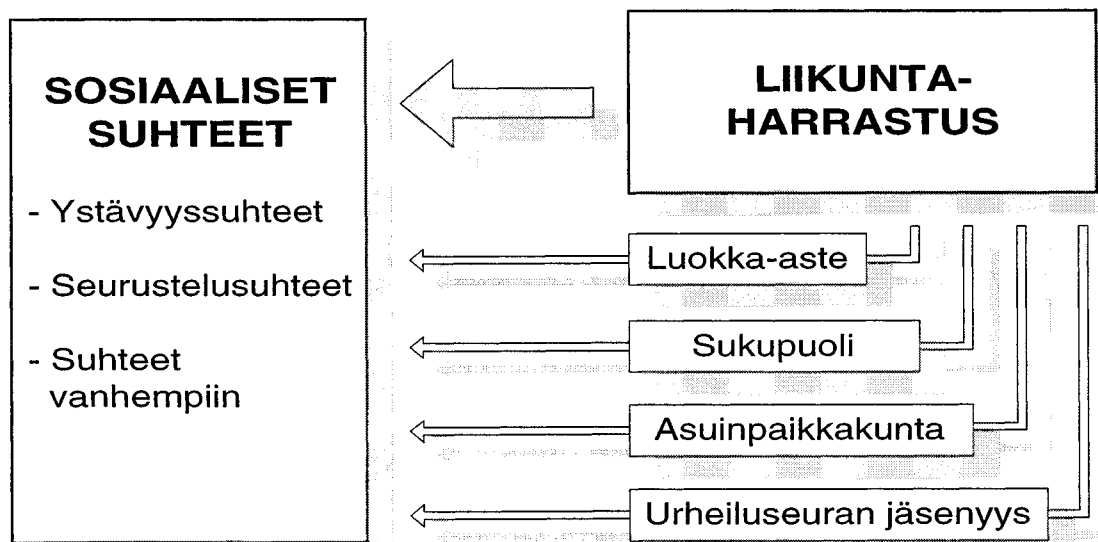 SOSIAALISET
SUHTEET
- Ystävyyssuhteet
- Seurustelusuhteet
- Suhteet
vanhempiin
LIIKUNTA-
HARRASTUS
Luokka-aste
Sukupuoli
Asuinpaikkakunta
Urheiluseuran jäsenyys